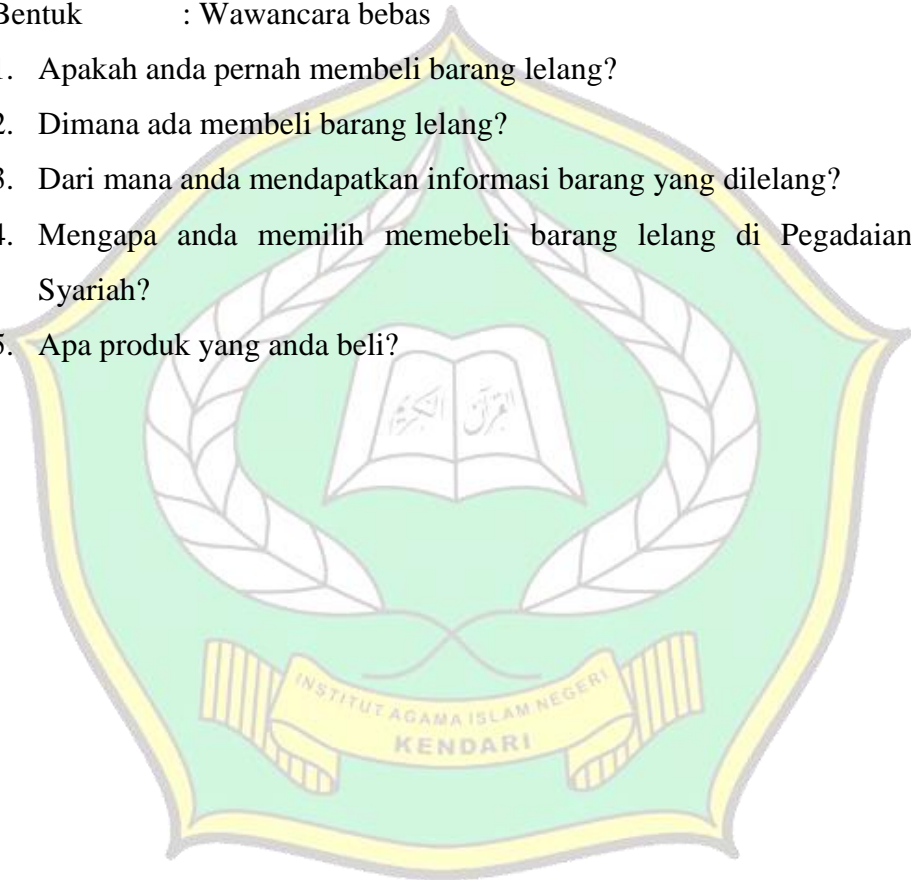 Bentuk : Wawancara bebas
1. Apakah anda pernah membeli barang lelang?
2. Dimana ada membeli barang lelang?
3. Dari mana anda mendapatkan informasi barang yang dilelang?
4. Mengapa anda memilih memebeli barang lelang di Pegadaian
Syariah?
5. Apa produk yang anda beli?
القرآن الكريم
INSTITUT AGAMA ISLAM NEGERI
KENDARI